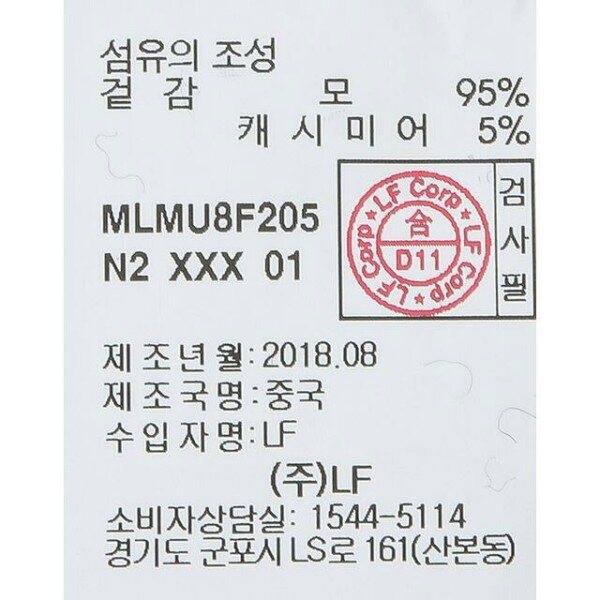 섬유의 조성
겉 감 모 95%
캐 시 미 어 5%
MLMU8F205
N2 XXX 01
LF Corp ★ LF Corp ★ LF Corp ★
合
D11
검사필
제 조 년 월 : 2018.08
제 조 국 명 : 중국
수 입 자 명 : LF
(주)LF
소비자상담실: 1544-5114
경기도 군포시 LS로 161(산본동)